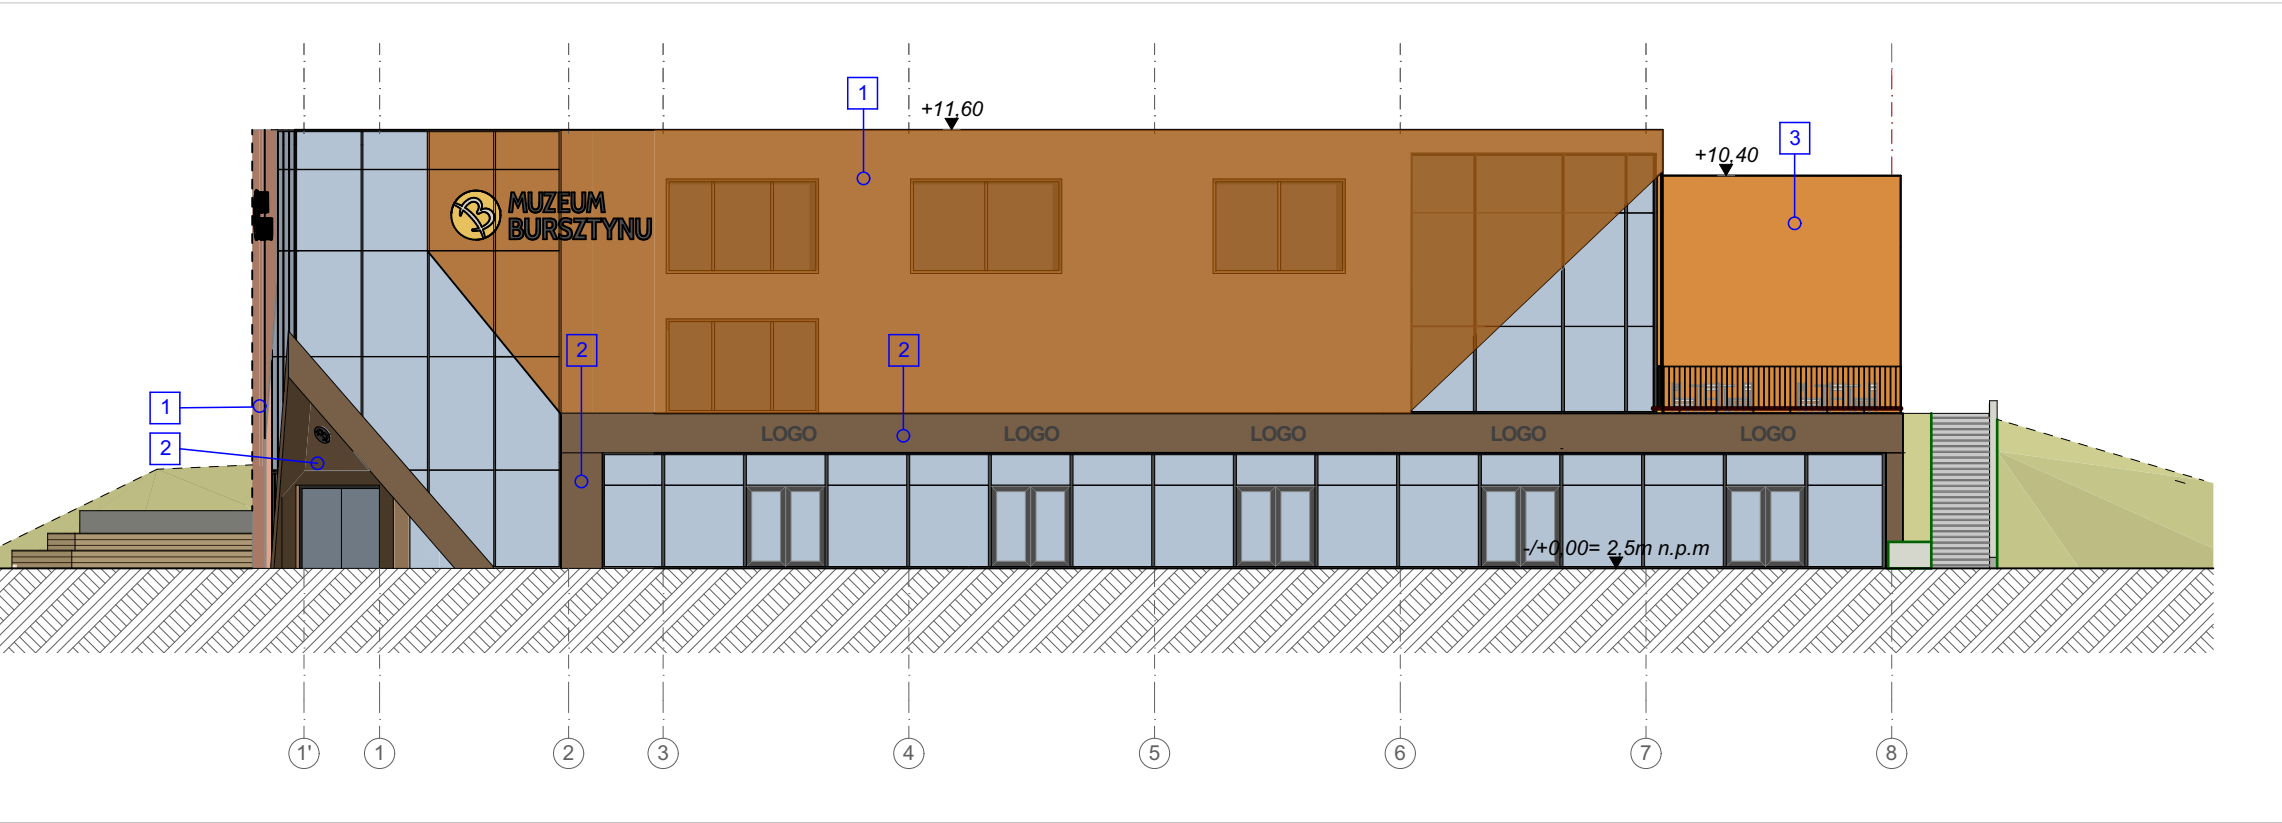 1
+11,60
3
+10,40
MUZEUM
BURSZTYNU
2
2
1
2
LOGO
LOGO
LOGO
LOGO
LOGO
-/+0,00= 2,5m n.p.m
1'
1
2
3
4
5
6
7
8